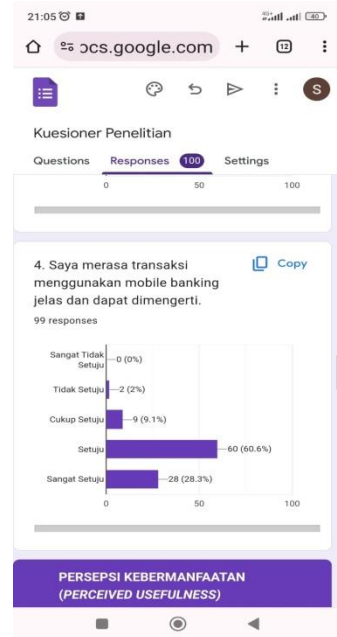 21:05
40
ocs.google.com
12
S
Kuesioner Penelitian
Questions Responses 100 Settings
0 50 100
4. Saya merasa transaksi Copy
menggunakan mobile banking
jelas dan dapat dimengerti.
99 responses
Sangat Tidak
Setuju
0 (0%)
Tidak Setuju 2 (2%)
Cukup Setuju 9 (9.1%)
Setuju 60 (60.6%)
Sangat Setuju 28 (28.3%)
0 50 100
PERSEPSI KEBERMANFAATAN
(PERCEIVED USEFULNESS)